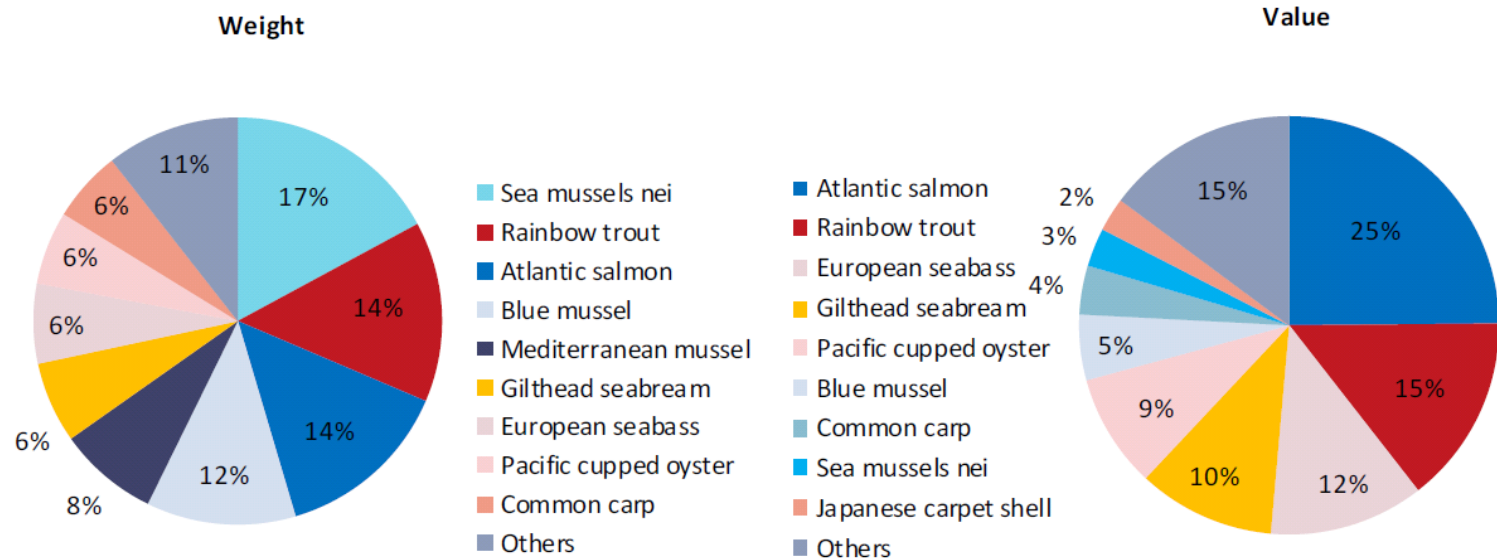 Weight
17%
14%
14%
12%
8%
6%
6%
6%
6%
11%
Sea mussels nei
Rainbow trout
Atlantic salmon
Blue mussel
Mediterranean mussel
Gilthead seabream
European seabass
Pacific cupped oyster
Common carp
Others
Value
Atlantic salmon
Rainbow trout
European seabass
Gilthead seabream
Pacific cupped oyster
Blue mussel
Common carp
Sea mussels nei
Japanese carpet shell
Others
25%
15%
12%
10%
9%
5%
4%
3%
2%
15%